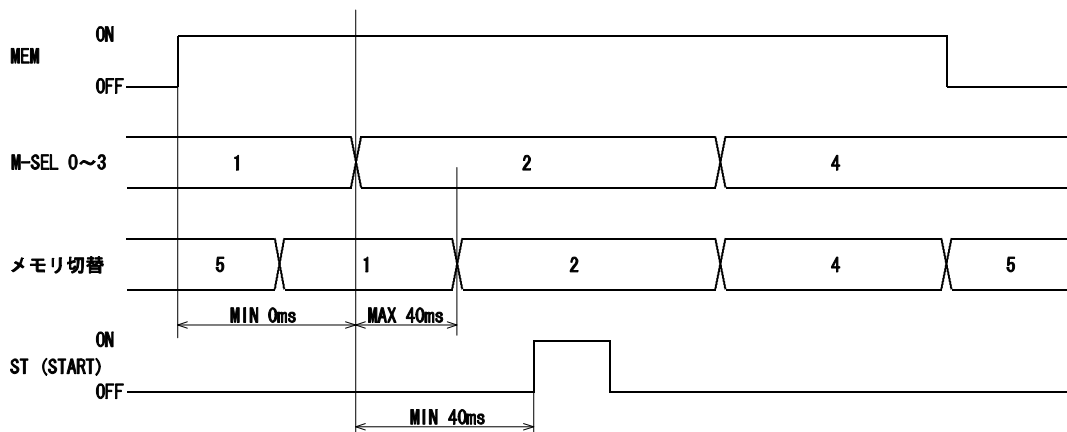 ON
MEM
OFF
M-SEL 0～3
1
2
4
メモリ切替
5
1
2
4
5
MIN 0ms
MAX 40ms
ON
ST (START)
OFF
MIN 40ms